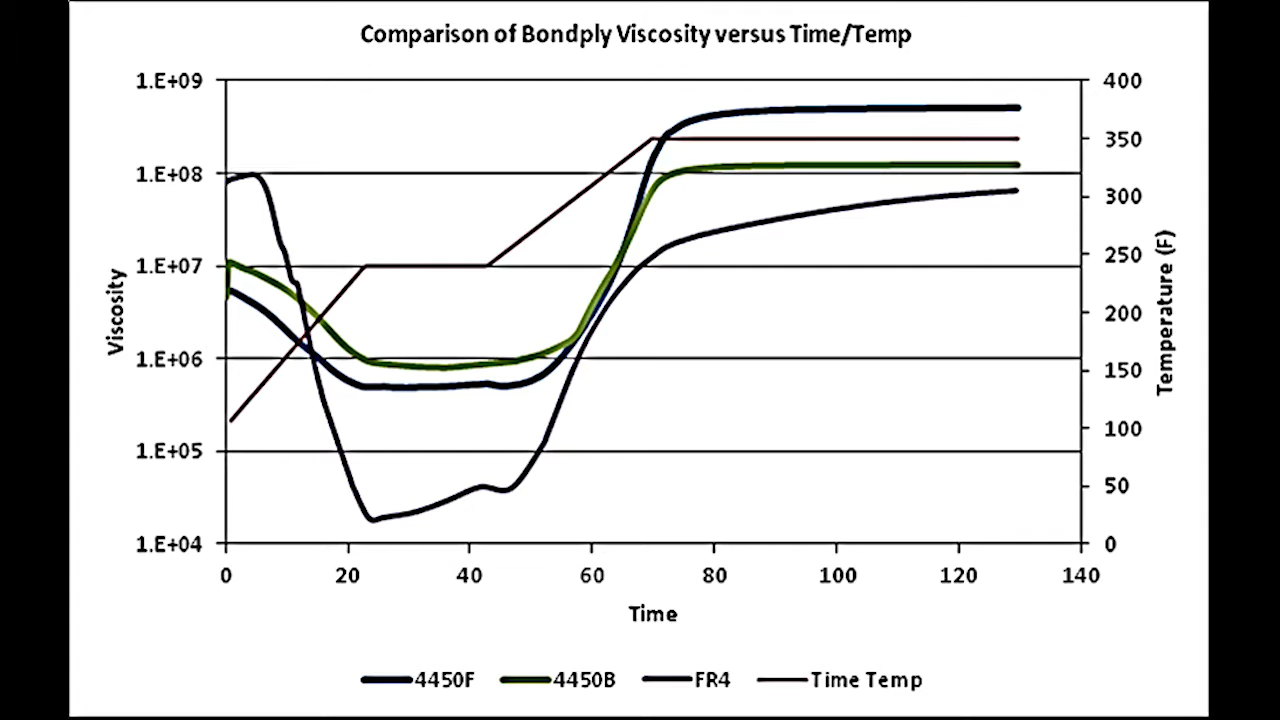 Comparison of Bondply Viscosity versus Time/Temp
1.E+09
1.E+08
1.E+07
1.E+06
1.E+05
1.E+04
Viscosity
400
350
300
250
200
150
100
50
0
Temperature (F)
0 20 40 60 80 100 120 140
Time
4450F 4450B FR4 Time Temp